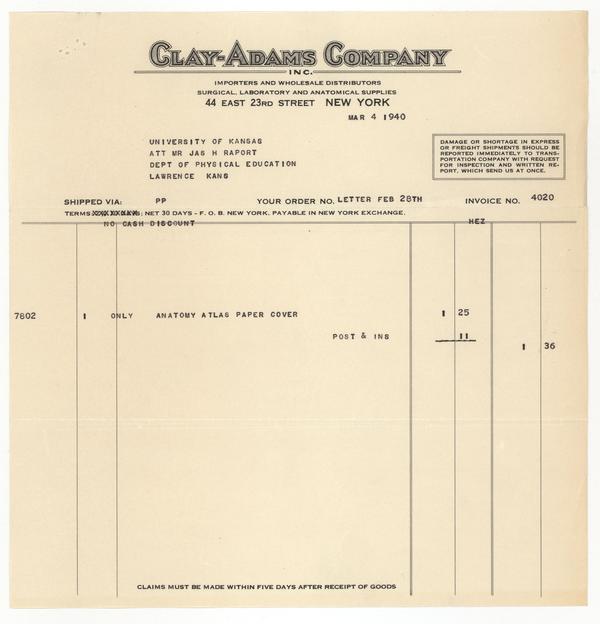 CLAY-ADAMS COMPANY
INC.
IMPORTERS AND WHOLESALE DISTRIBUTORS
SURGICAL, LABORATORY AND ANATOMICAL SUPPLIES
44 EAST 23RD STREET NEW YORK
MAR 4 1940
UNIVERSITY OF KANSAS
ATT MR JAS H RAPORT
DEPT OF PHYSICAL EDUCATION
LAWRENCE KANS
DAMAGE OR SHORTAGE IN EXPRESS
OR FREIGHT SHIPMENTS SHOULD BE
REPORTED IMMEDIATELY TO TRANS-
PORTATION COMPANY WITH REQUEST
FOR INSPECTION AND WRITTEN RE-
PORT, WHICH SEND US AT ONCE.
SHIPPED VIA: PP YOUR ORDER NO. LETTER FEB 28TH INVOICE NO. 4020
TERMS: NET 30 DAYS - F. O. B. NEW YORK. PAYABLE IN NEW YORK EXCHANGE.
NO CASH DISCOUNT HEZ
7802 1 ONLY ANATOMY ATLAS PAPER COVER 1 25
POST & INS 11
1 36
CLAIMS MUST BE MADE WITHIN FIVE DAYS AFTER RECEIPT OF GOODS